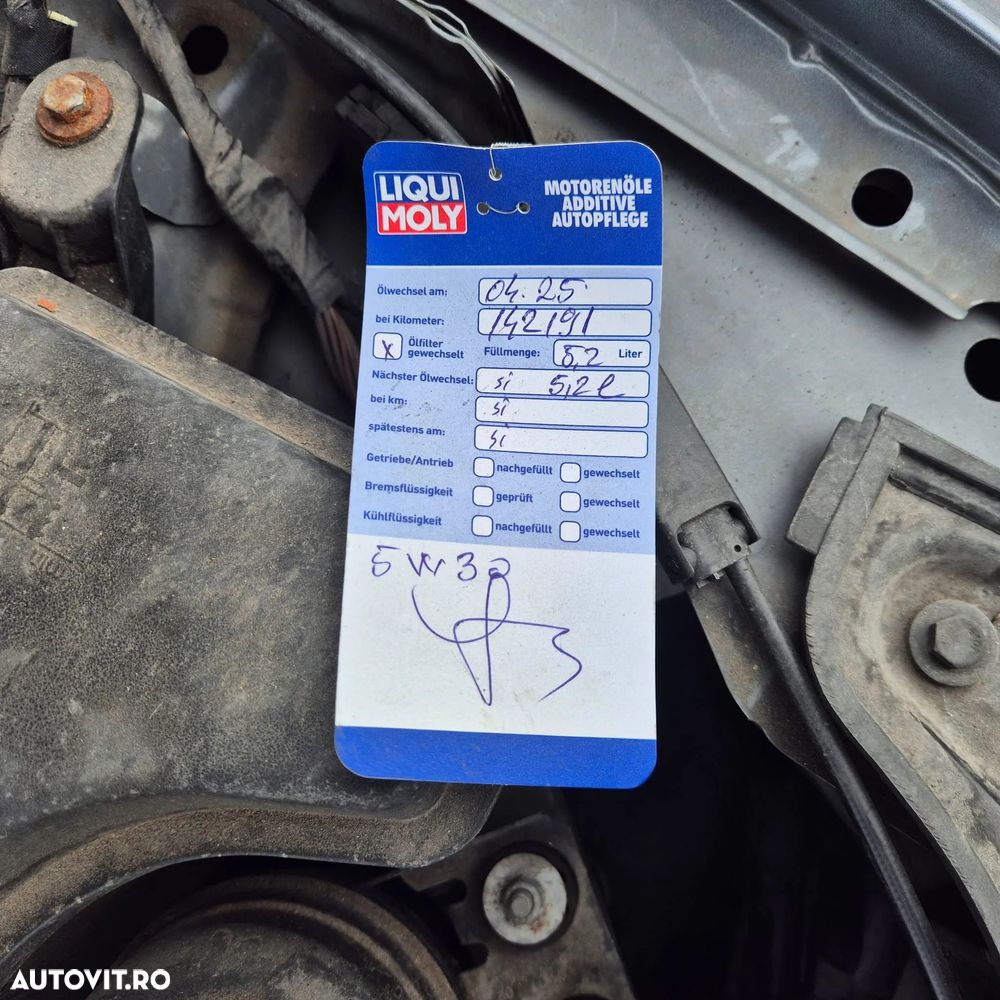 LIQUI
MOLY
MOTORENÖLE
ADDITIVE
AUTOPFLEGE
Ölwechsel am: 04.25
bei Kilometer: 142191
x Ölfilter gewechselt Füllmenge: 5,2 Liter
Nächster Ölwechsel: si 5,2l
bei km: si
spätestens am: si
Getriebe/Antrieb nachgefüllt gewechselt
Bremsflüssigkeit geprüft gewechselt
Kühlflüssigkeit nachgefüllt gewechselt
5W30
AUTOVIT.RO